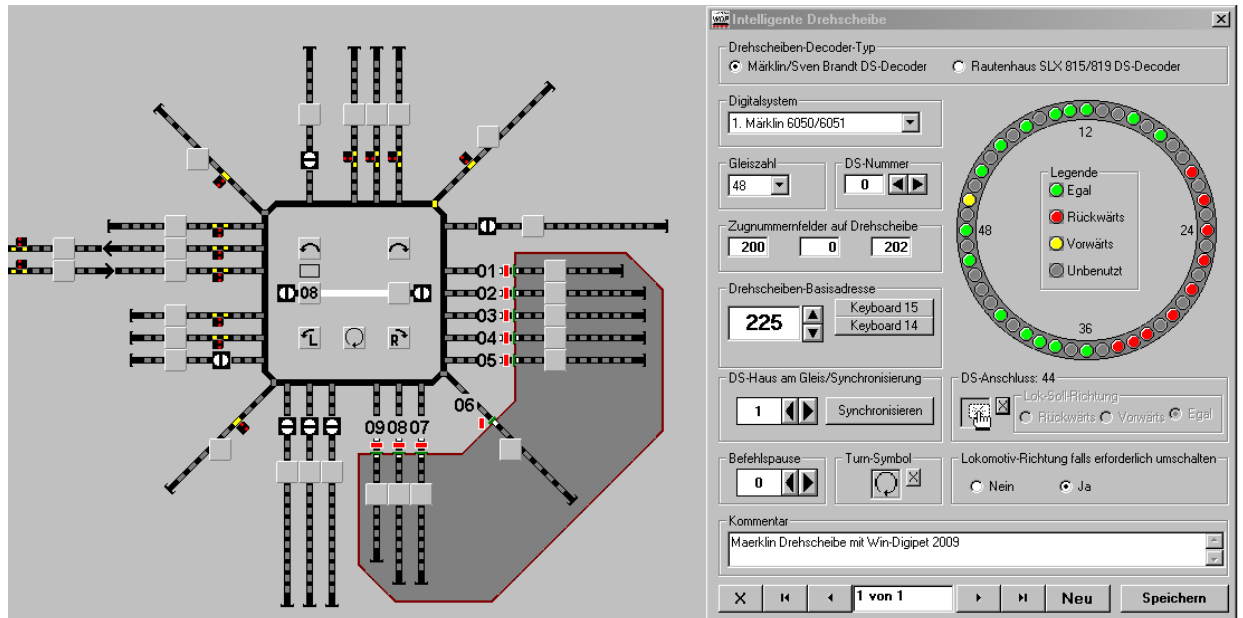 01
02
03
04
05
06
08
09 08 07
L
R
WDP
Intelligente Drehscheibe
Drehscheiben-Decoder-Typ
Märklin/Sven Brandt DS-Decoder
Rautenhaus SLX 815/819 DS-Decoder
Digitalsystem
1. Märklin 6050/6051
Gleiszahl
48
DS-Nummer
0
Zugnummernfelder auf Drehscheibe
200
0
202
Drehscheiben-Basisadresse
225
Keyboard 15
Keyboard 14
12
24
36
48
Legende
Egal
Rückwärts
Vorwärts
Unbenutzt
DS-Haus am Gleis/Synchronisierung
1
Synchronisieren
DS-Anschluss: 44
X
Lok-Soll-Richtung
Rückwärts
Vorwärts
Egal
Befehlspause
0
Turn-Symbol
X
Lokomotiv-Richtung falls erforderlich umschalten
Nein
Ja
Kommentar
Maerklin Drehscheibe mit Win-Digipet 2009
X
1 von 1
Neu
Speichern